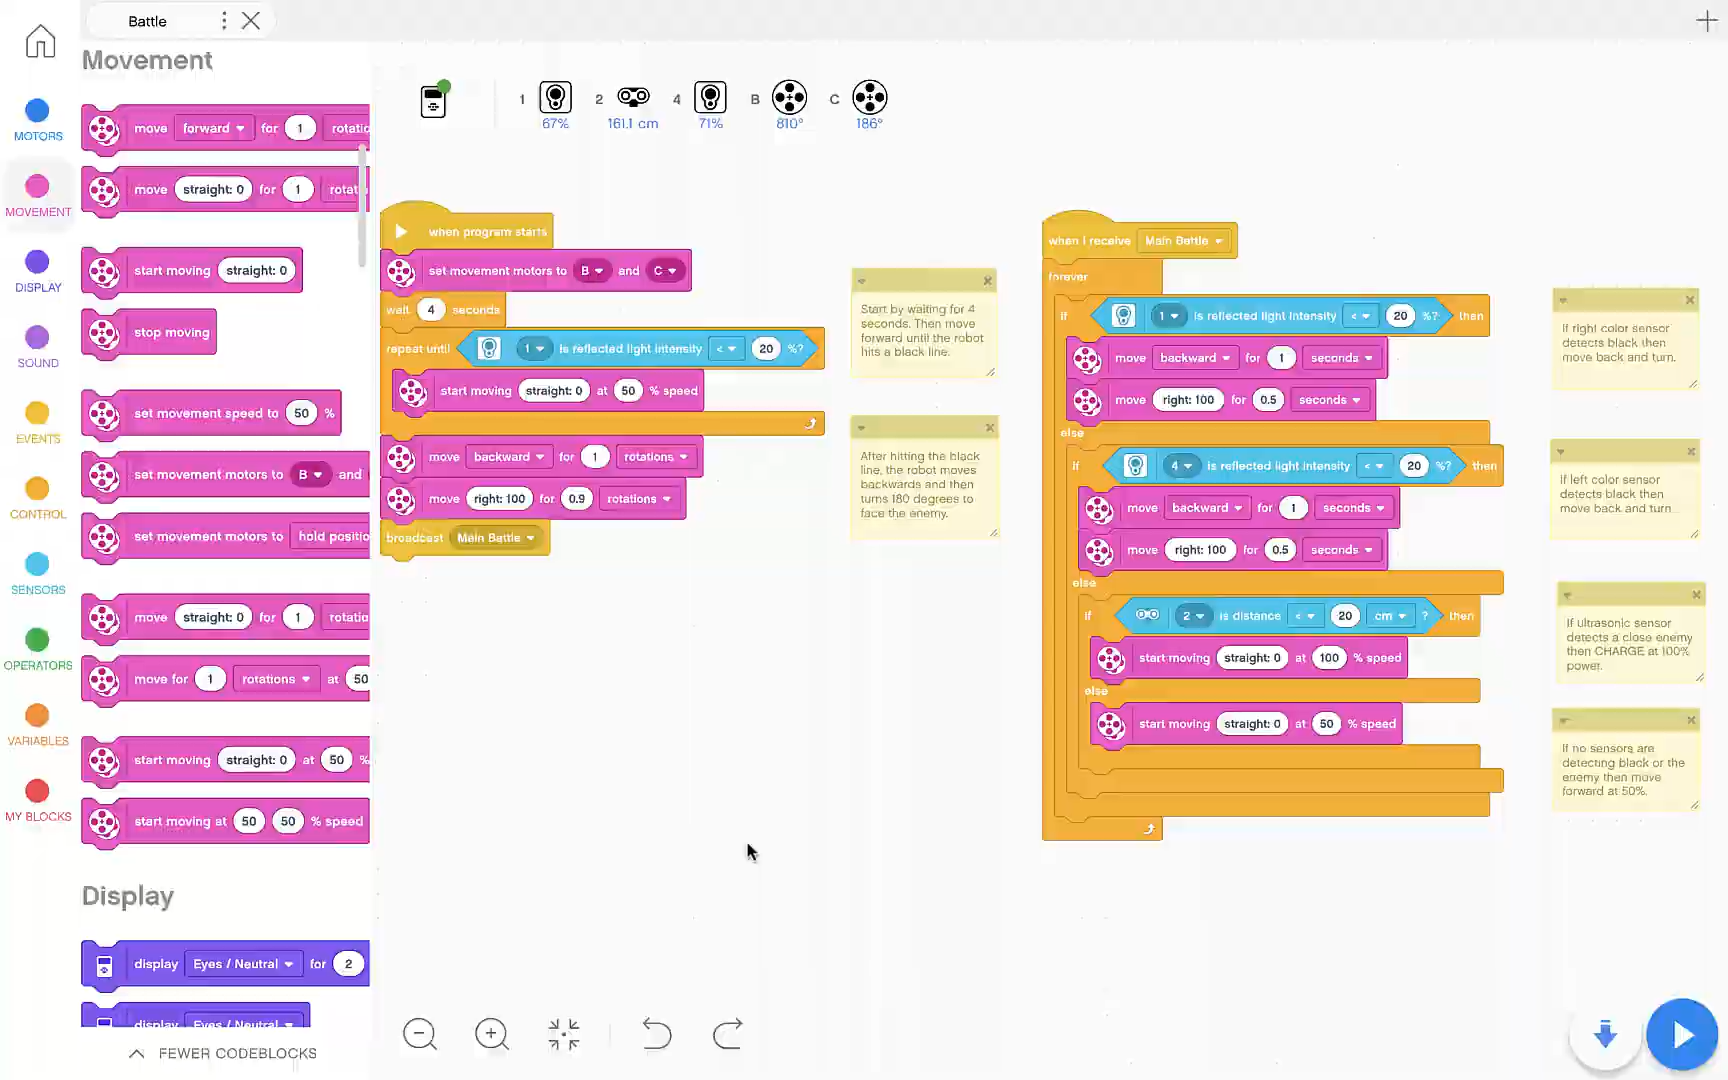 Battle
Movement
MOTORS
MOVEMENT
DISPLAY
SOUND
EVENTS
CONTROL
SENSORS
OPERATORS
VARIABLES
MY BLOCKS
move forward for 1 rotatio
move straight: 0 for 1 rotat
start moving straight: 0
stop moving
set movement speed to 50 %
set movement motors to B and
set movement motors to hold positio
move straight: 0 for 1 rotatio
move for 1 rotations at 50
start moving straight: 0 at 50 %
start moving at 50 50 % speed
Display
display Eyes / Neutral for 2
display Eyes / Neutral
FEWER CODEBLOCKS
1 2 4 B C
67% 161.1 cm 71% 810° 186°
when program starts
set movement motors to B and C
wait 4 seconds
repeat until 1 is reflected light intensity < 20 %?
start moving straight: 0 at 50 % speed
move backward for 1 rotations
move right: 100 for 0.9 rotations
broadcast Main Battle
Start by waiting for 4
seconds. Then move
forward until the robot
hits a black line.
After hitting the black
line, the robot moves
backwards and then
turns 180 degrees to
face the enemy.
when I receive Main Battle
forever
if 1 is reflected light intensity < 20 %? then
move backward for 1 seconds
move right: 100 for 0.5 seconds
else
if 4 is reflected light intensity < 20 %? then
move backward for 1 seconds
move right: 100 for 0.5 seconds
else
if 2 is distance < 20 cm ? then
start moving straight: 0 at 100 % speed
else
start moving straight: 0 at 50 % speed
If right color sensor
detects black then
move back and turn.
If left color sensor
detects black then
move back and turn
If ultrasonic sensor
detects a close enemy
then CHARGE at 100%
power.
If no sensors are
detecting black or the
enemy then move
forward at 50%.